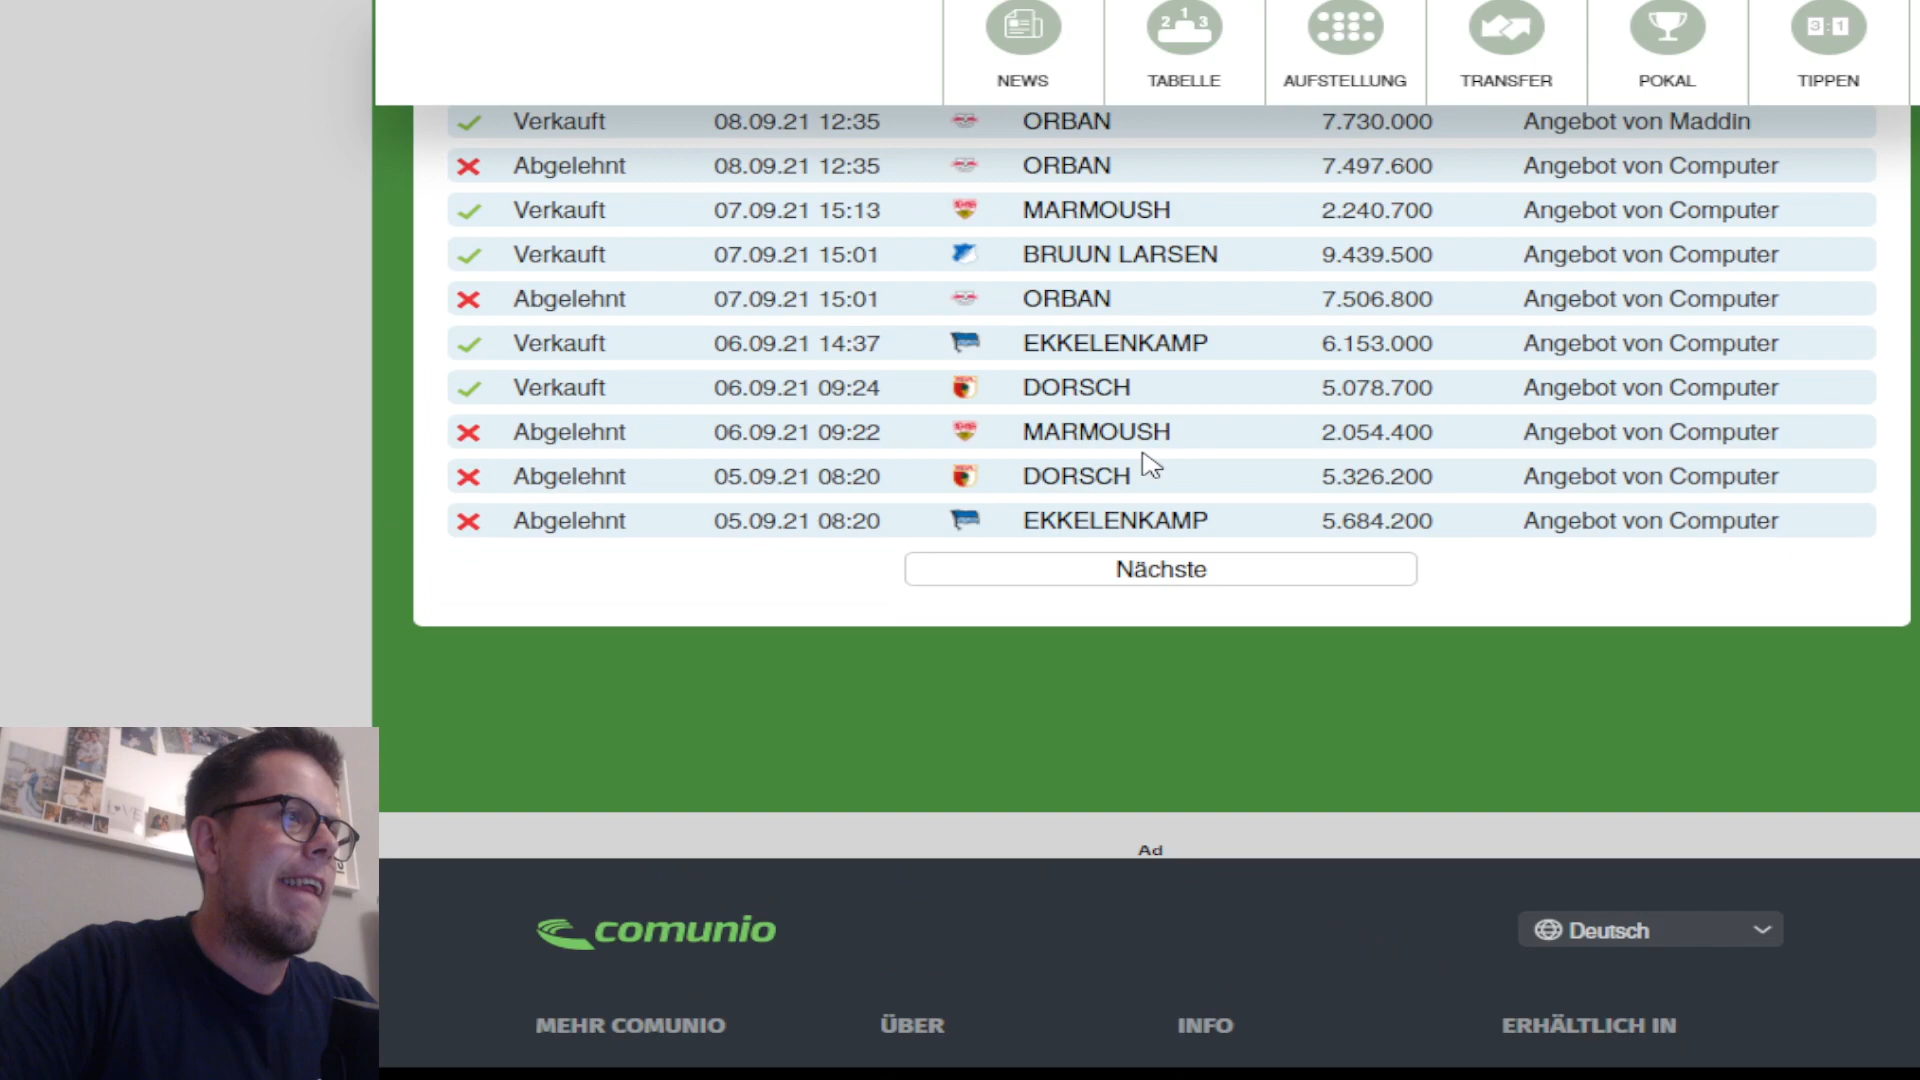 NEWS TABELLE AUFSTELLUNG TRANSFER POKAL TIPPEN
Verkauft 08.09.21 12:35 ORBAN 7.730.000 Angebot von Maddin
Abgelehnt 08.09.21 12:35 ORBAN 7.497.600 Angebot von Computer
Verkauft 07.09.21 15:13 MARMOUSH 2.240.700 Angebot von Computer
Verkauft 07.09.21 15:01 BRUUN LARSEN 9.439.500 Angebot von Computer
Abgelehnt 07.09.21 15:01 ORBAN 7.506.800 Angebot von Computer
Verkauft 06.09.21 14:37 EKKELENKAMP 6.153.000 Angebot von Computer
Verkauft 06.09.21 09:24 DORSCH 5.078.700 Angebot von Computer
Abgelehnt 06.09.21 09:22 MARMOUSH 2.054.400 Angebot von Computer
Abgelehnt 05.09.21 08:20 DORSCH 5.326.200 Angebot von Computer
Abgelehnt 05.09.21 08:20 EKKELENKAMP 5.684.200 Angebot von Computer
Nächste
Ad
comunio Deutsch
MEHR COMUNIO ÜBER INFO ERHÄLTLICH IN